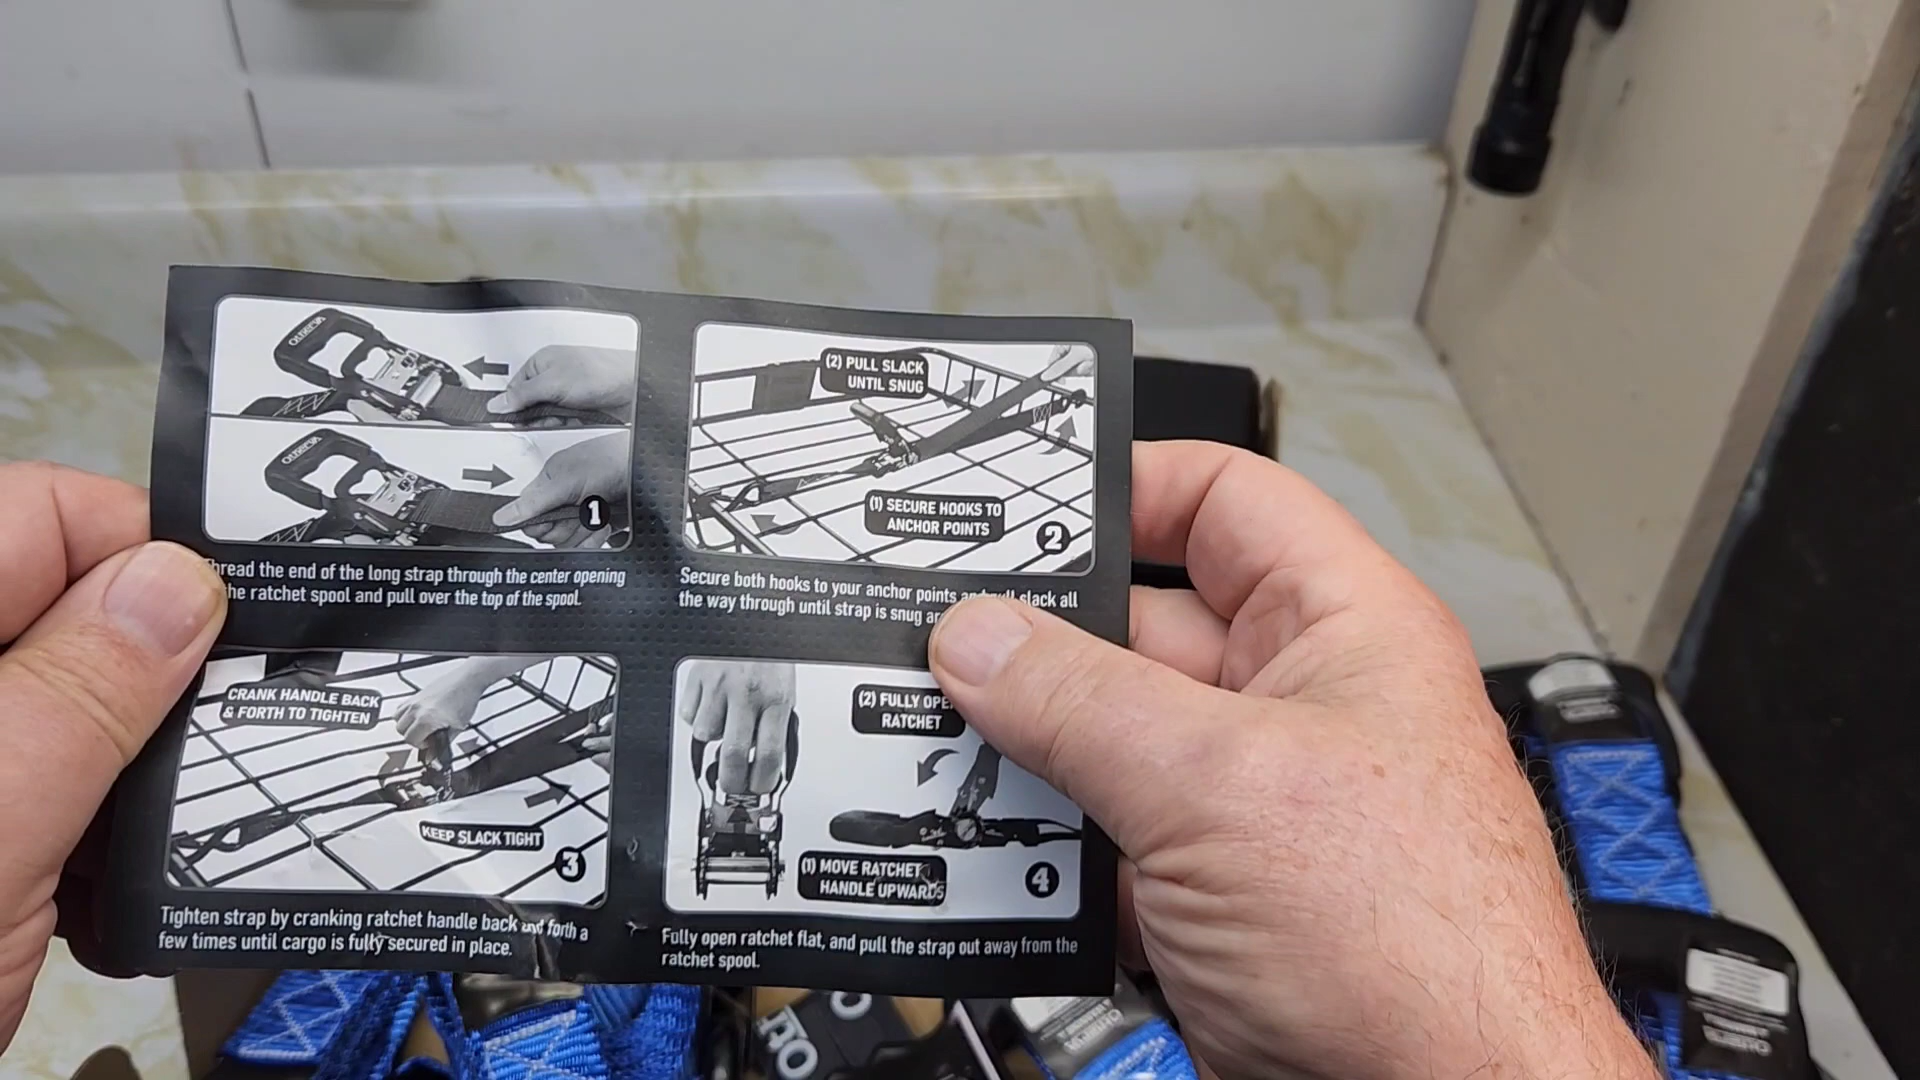 1
hread the end of the long strap through the center opening
he ratchet spool and pull over the top of the spool.
(2) PULL SLACK
UNTIL SNUG
(1) SECURE HOOKS TO
ANCHOR POINTS
2
Secure both hooks to your anchor points slack all
the way through until strap is snug
CRANK HANDLE BACK
& FORTH TO TIGHTEN
KEEP SLACK TIGHT
3
Tighten strap by cranking ratchet handle back and forth a
few times until cargo is fully secured in place.
(2) FULLY OPE
RATCHET
(1) MOVE RATCHET
HANDLE UPWARDS
4
Fully open ratchet flat, and pull the strap out away from the
ratchet spool.